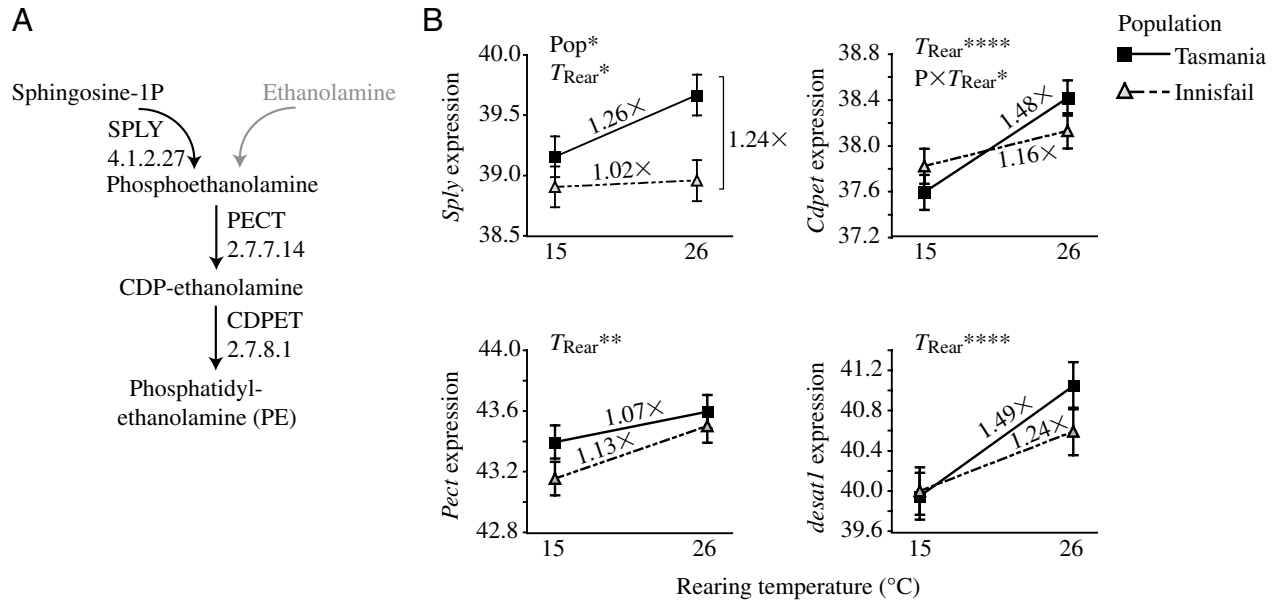 A
Sphingosine-1P
Ethanolamine
SPLY
4.1.2.27
Phosphoethanolamine
PECT
2.7.7.14
CDP-ethanolamine
CDPET
2.7.8.1
Phosphatidyl-
ethanolamine (PE)
B
Sply expression
40.0
39.5
39.0
38.5
Pop*
TRear*
1.26×
1.02×
1.24×
15
26
Cdpet expression
38.8
38.4
38.0
37.6
37.2
TRear****
P×TRear*
1.48×
1.16×
15
26
Population
Tasmania
Innisfail
Pect expression
44.0
43.6
43.2
42.8
TRear**
1.07×
1.13×
15
26
desat1 expression
41.2
40.8
40.4
40.0
39.6
TRear****
1.49×
1.24×
15
26
Rearing temperature (°C)